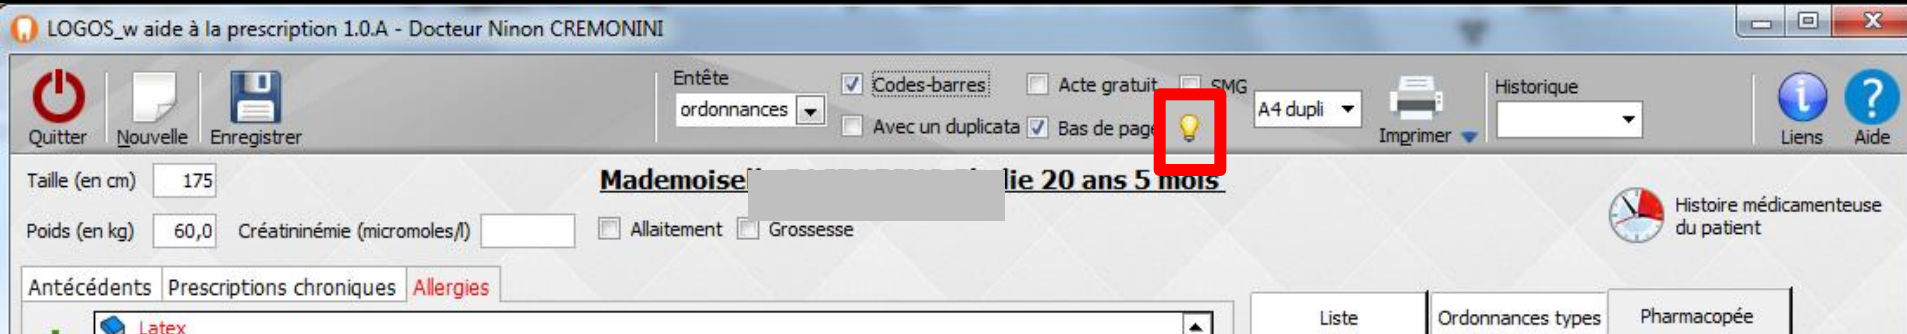 LOGOS_w aide à la prescription 1.0.A - Docteur Ninon CREMONINI
Quitter
Nouvelle
Enregistrer
Entête
ordonnances
Codes-barres
Acte gratuit
SMG
Avec un duplicata
Bas de page
A4 dupli
Imprimer
Historique
Liens
Aide
Taille (en cm) 175
20 ans 5 mois
Poids (en kg) 60,0
Créatininémie (micromoles/l)
Allaitement
Grossesse
Histoire médicamenteuse
du patient
Antécédents
Prescriptions chroniques
Allergies
Latex
Liste
Ordonnances types
Pharmacopée